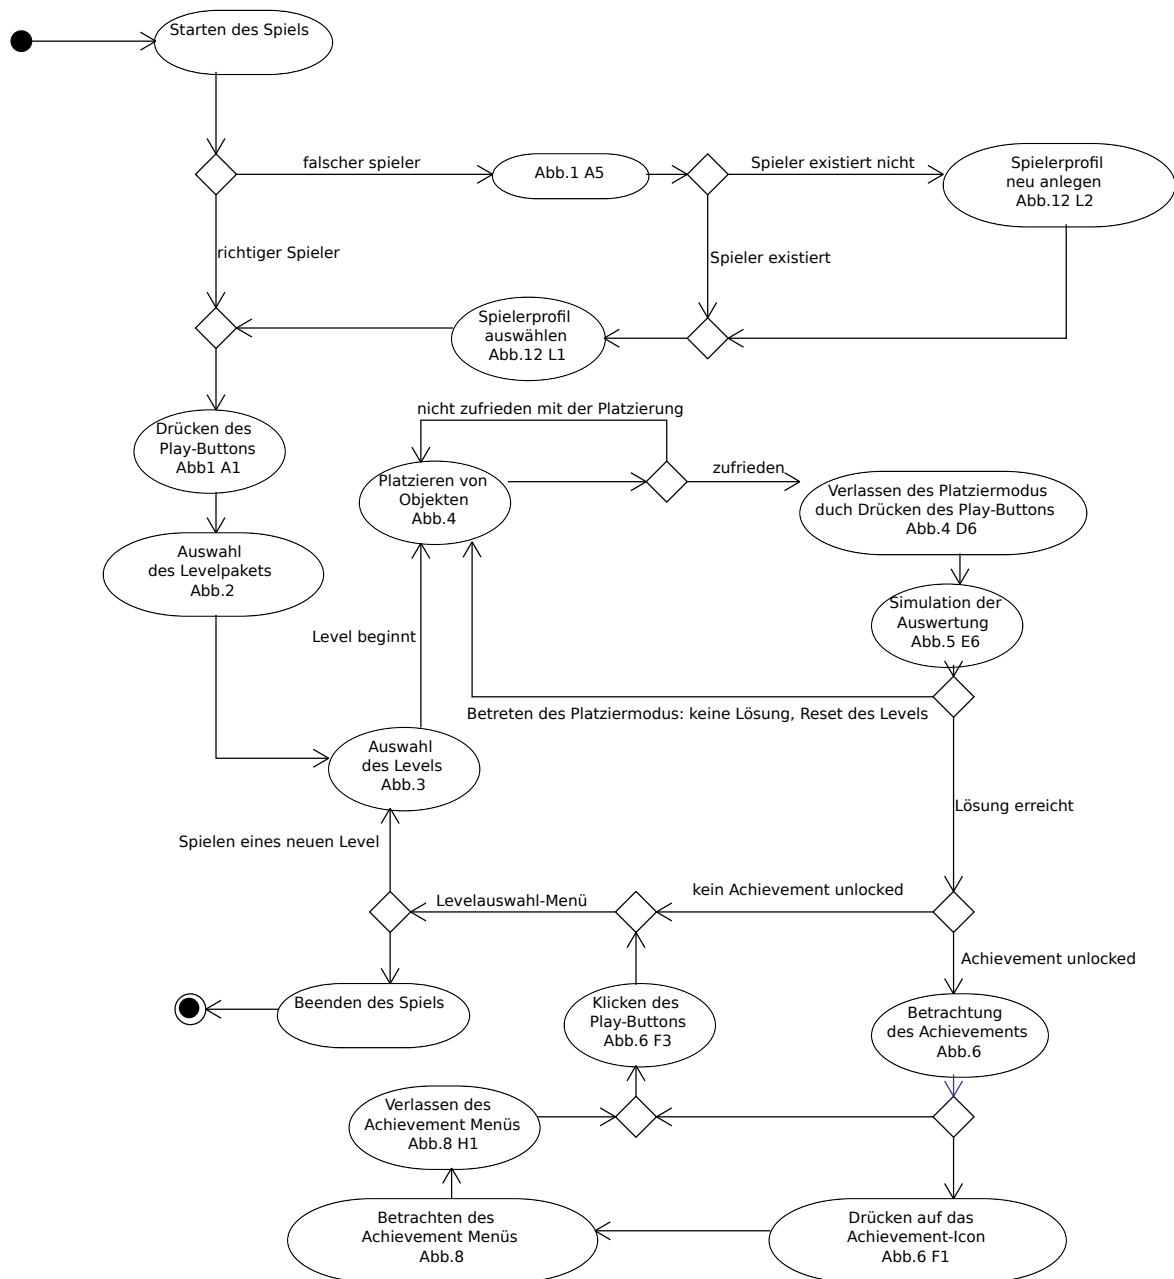 Starten des Spiels
falscher spieler
Abb.1 A5
Spieler existiert nicht
Spielerprofil
neu anlegen
Abb.12 L2
richtiger Spieler
Spieler existiert
Spielerprofil
auswählen
Abb.12 L1
nicht zufrieden mit der Platzierung
Drücken des
Play-Buttons
Abb1 A1
Platzieren von
Objekten
Abb.4
zufrieden
Verlassen des Platziermodus
duch Drücken des Play-Buttons
Abb.4 D6
Auswahl
des Levelpakets
Abb.2
Simulation der
Auswertung
Abb.5 E6
Level beginnt
Betreten des Platziermodus: keine Lösung, Reset des Levels
Auswahl
des Levels
Abb.3
Lösung erreicht
Spielen eines neuen Level
Levelauswahl-Menü
kein Achievement unlocked
Achievement unlocked
Beenden des Spiels
Klicken des
Play-Buttons
Abb.6 F3
Betrachtung
des Achievements
Abb.6
Verlassen des
Achievement Menüs
Abb.8 H1
Betrachten des
Achievement Menüs
Abb.8
Drücken auf das
Achievement-Icon
Abb.6 F1